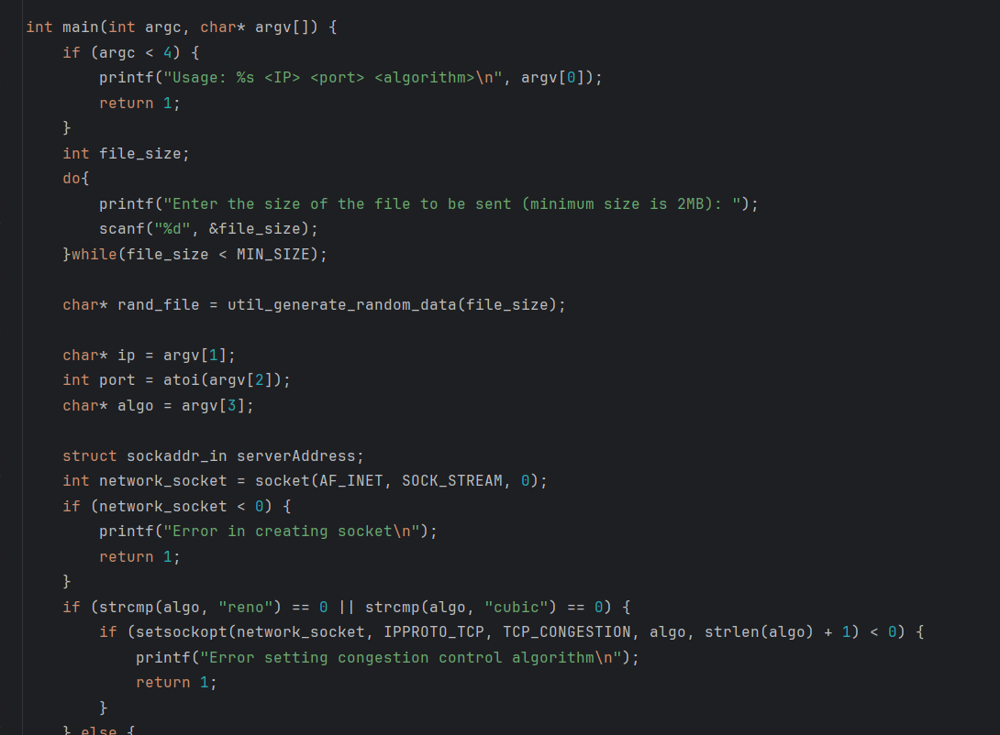 int main(int argc, char* argv[]) {
    if (argc < 4) {
        printf("Usage: %s <IP> <port> <algorithm>\n", argv[0]);
        return 1;
    }
    int file_size;
    do{
        printf("Enter the size of the file to be sent (minimum size is 2MB): ");
        scanf("%d", &file_size);
    }while(file_size < MIN_SIZE);

    char* rand_file = util_generate_random_data(file_size);

    char* ip = argv[1];
    int port = atoi(argv[2]);
    char* algo = argv[3];

    struct sockaddr_in serverAddress;
    int network_socket = socket(AF_INET, SOCK_STREAM, 0);
    if (network_socket < 0) {
        printf("Error in creating socket\n");
        return 1;
    }
    if (strcmp(algo, "reno") == 0 || strcmp(algo, "cubic") == 0) {
        if (setsockopt(network_socket, IPPROTO_TCP, TCP_CONGESTION, algo, strlen(algo) + 1) < 0) {
            printf("Error setting congestion control algorithm\n");
            return 1;
        }
    } else {